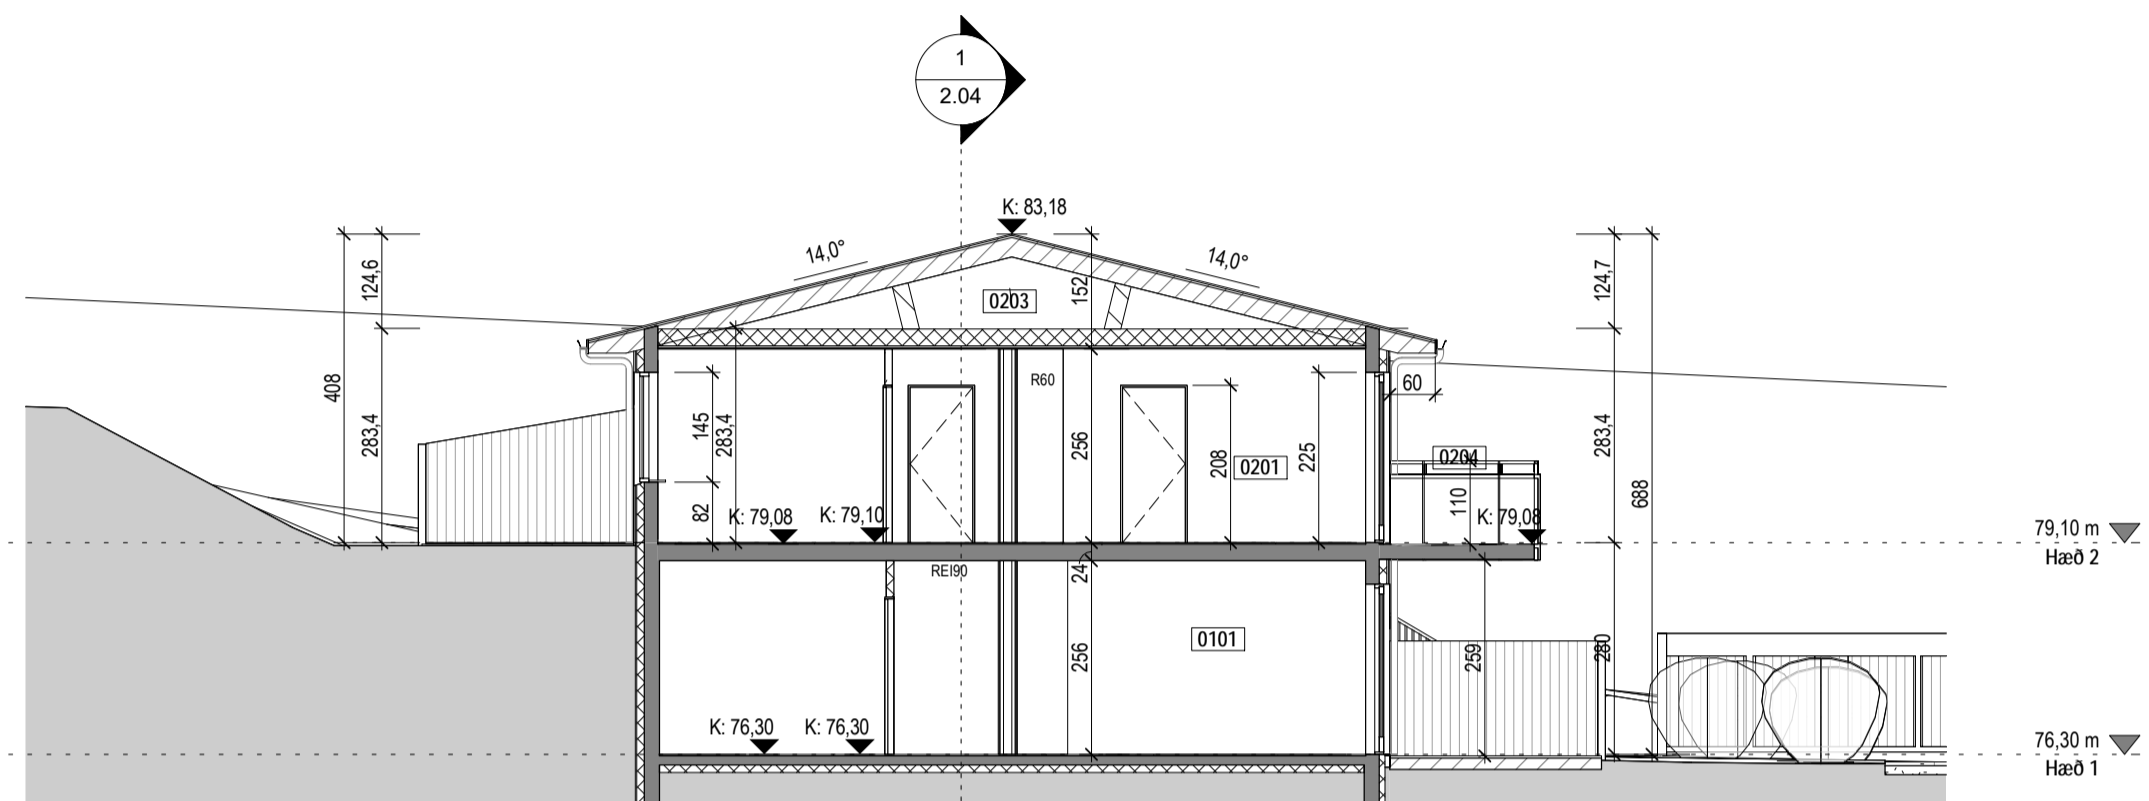 1
2.04
K: 83,18
14,0°
14,0°
124,6
152
124,7
0203
408
283,4
145
283,4
R60
256
208
0201
225
60
0204
110
283,4
688
82
K: 79,08
K: 79,10
K: 79,08
79,10 m
Hæð 2
REI90
24
0101
256
259
280
K: 76,30
K: 76,30
76,30 m
Hæð 1